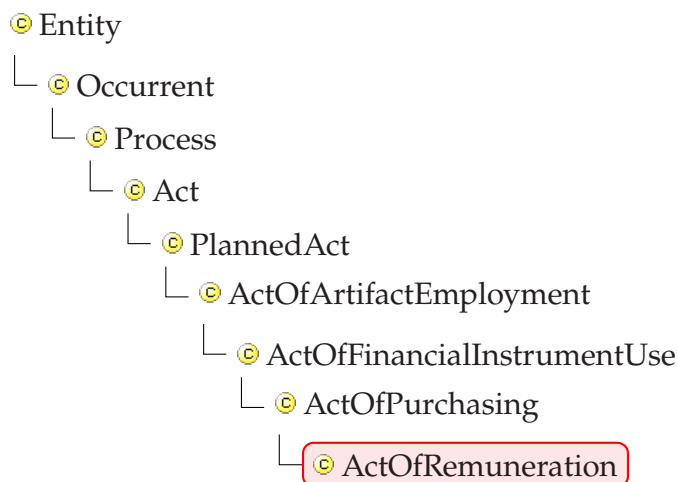 Entity
Occurrent
Process
Act
PlannedAct
ActOfArtifactEmployment
ActOfFinancialInstrumentUse
ActOfPurchasing
ActOfRemuneration